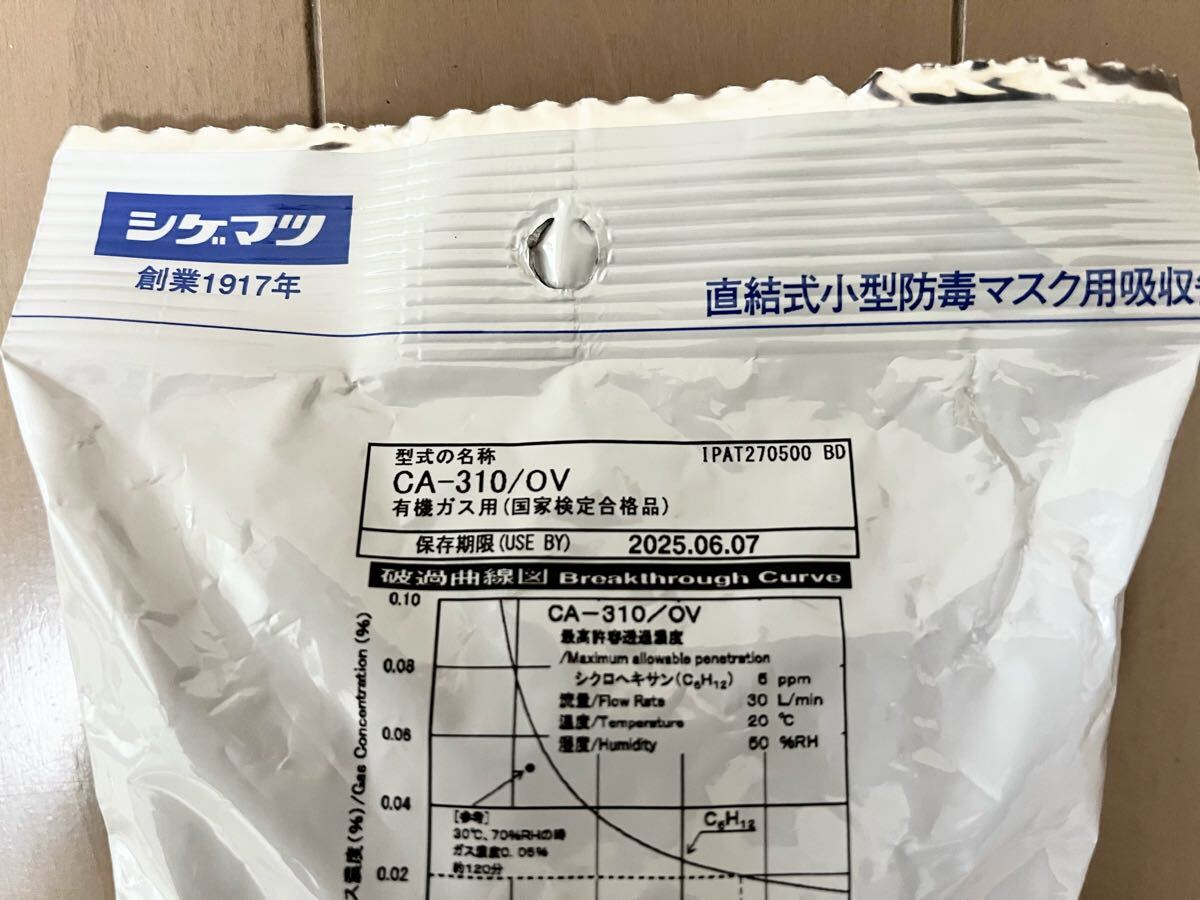 シゲマツ
創業1917年
直結式小型防毒マスク用吸収
型式の名称
IPAT270500 BD
CA-310/OV
有機ガス用(国家検定合格品)
保存期限(USE BY) 2025.06.07
破過曲線図 Breakthrough Curve
CA-310/OV
最高許容透過濃度
/Maximum allowable penetration
シクロヘキサン(C₆H₁₂) 5 ppm
流量/Flow Rate 30 L/min
温度/Temperature 20 ℃
湿度/Humidity 50 %RH
0.10
0.08
0.06
0.04
0.02
ス濃度(%)/Gas Concentration(%)
C₆H₁₂
[参考]
30℃、70%RHの時
ガス濃度0.05%
約120分